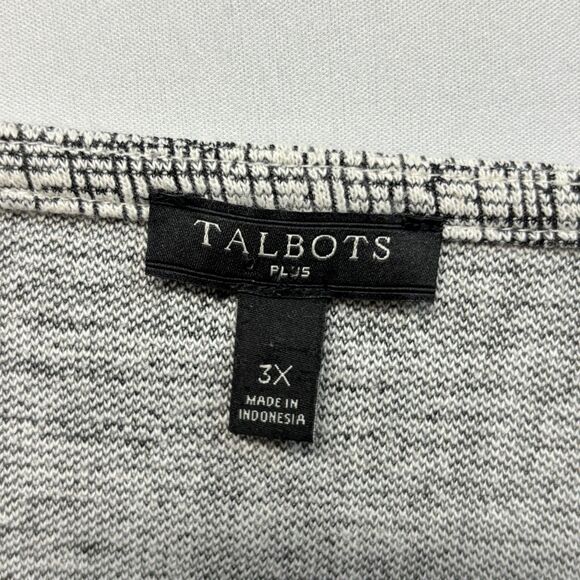 TALBOTS
PLUS
3X
MADE IN
INDONESIA